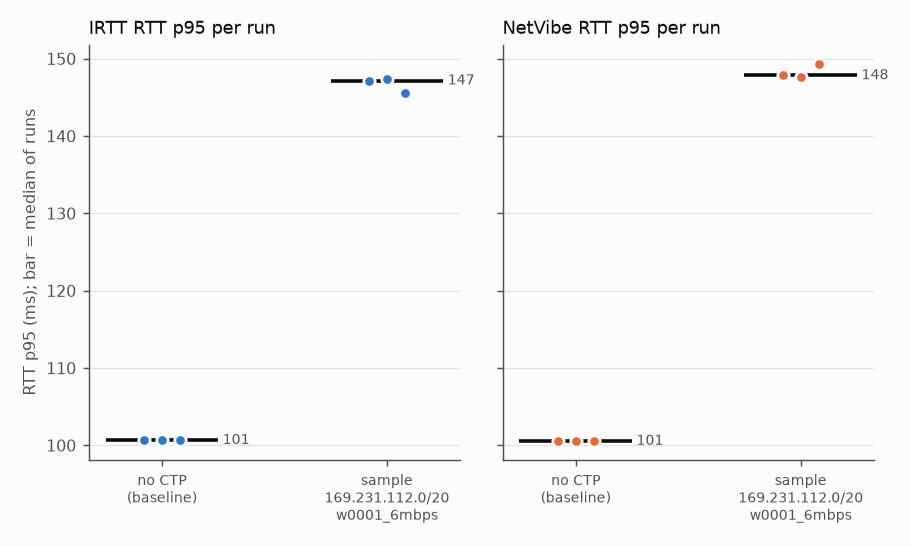 IRTT RTT p95 per run
NetVibe RTT p95 per run
RTT p95 (ms); bar = median of runs
150
140
130
120
110
100
147
101
148
101
no CTP
(baseline)
sample
169.231.112.0/20
w0001_6mbps
no CTP
(baseline)
sample
169.231.112.0/20
w0001_6mbps